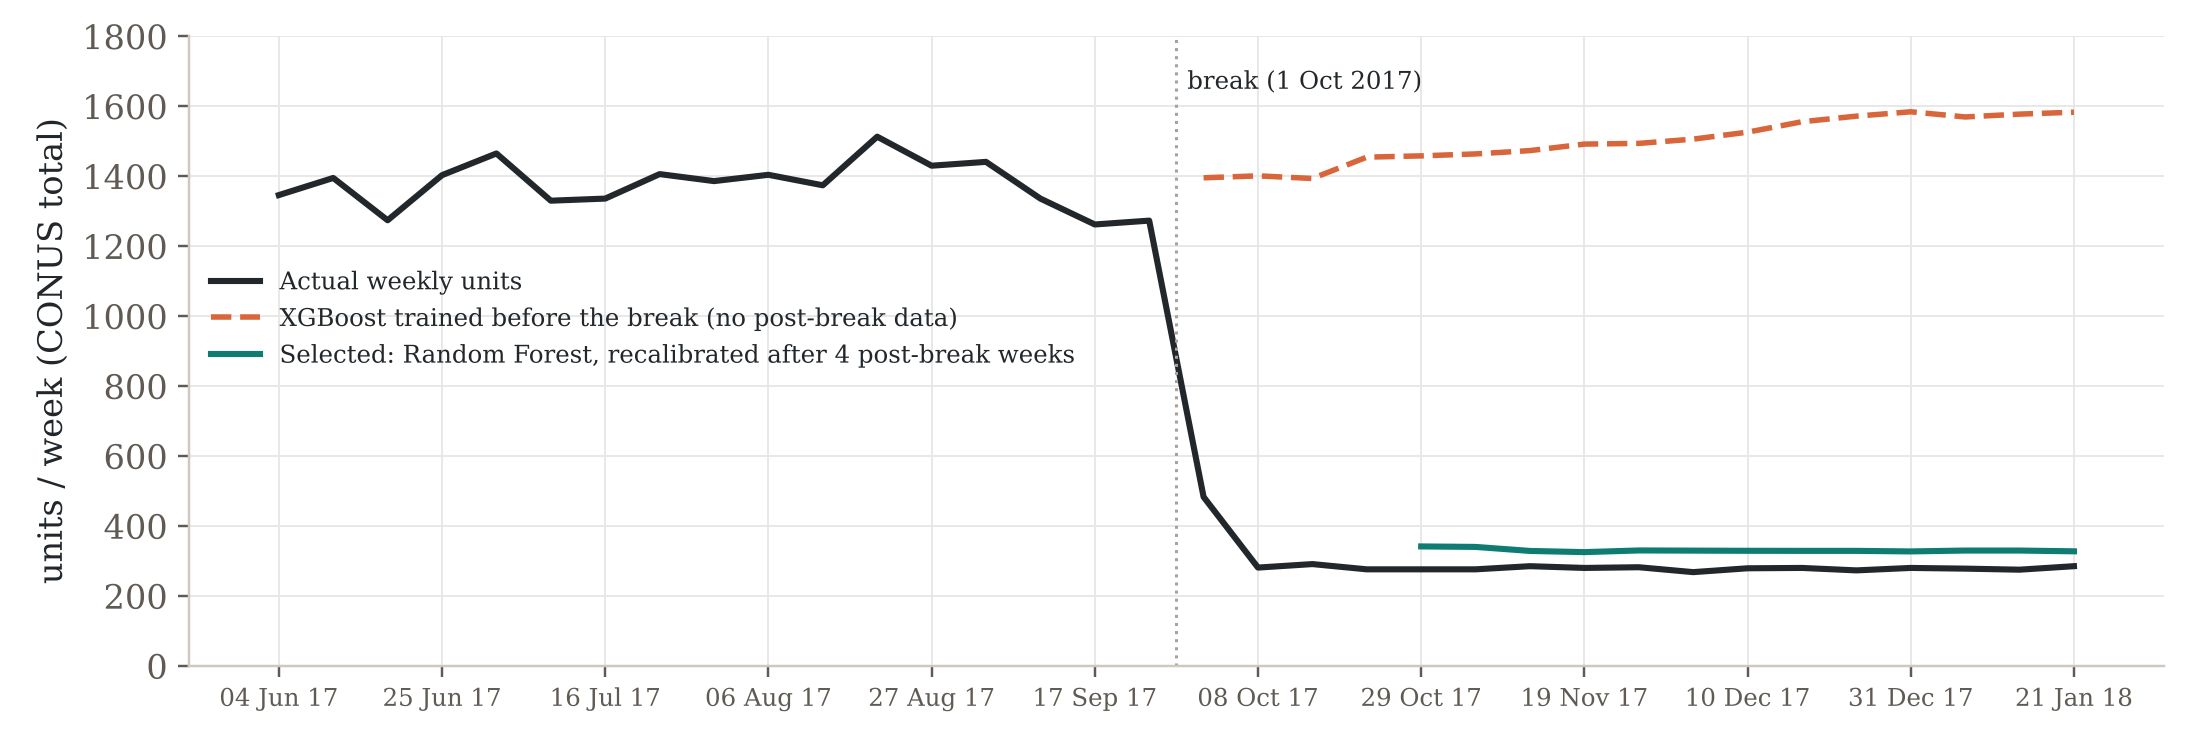 units / week (CONUS total)
1800
1600
1400
1200
1000
800
600
400
200
0
break (1 Oct 2017)
Actual weekly units
XGBoost trained before the break (no post-break data)
Selected: Random Forest, recalibrated after 4 post-break weeks
04 Jun 17 25 Jun 17 16 Jul 17 06 Aug 17 27 Aug 17 17 Sep 17 08 Oct 17 29 Oct 17 19 Nov 17 10 Dec 17 31 Dec 17 21 Jan 18